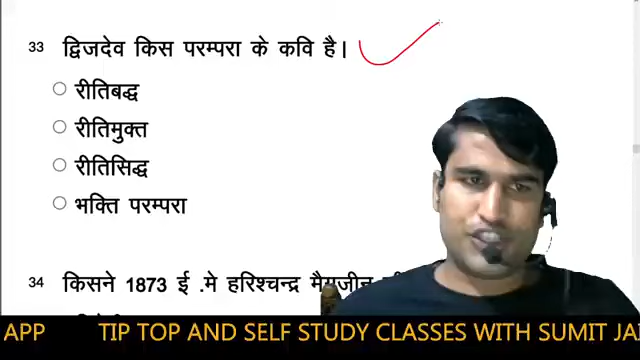 33 द्विजदेव किस परम्परा के कवि है।
रीतिबद्ध
रीतिमुक्त
रीतिसिद्ध
भक्ति परम्परा
34 किसने 1873 ई .मे हरिश्चन्द्र मैगजीन
APP TIP TOP AND SELF STUDY CLASSES WITH SUMIT